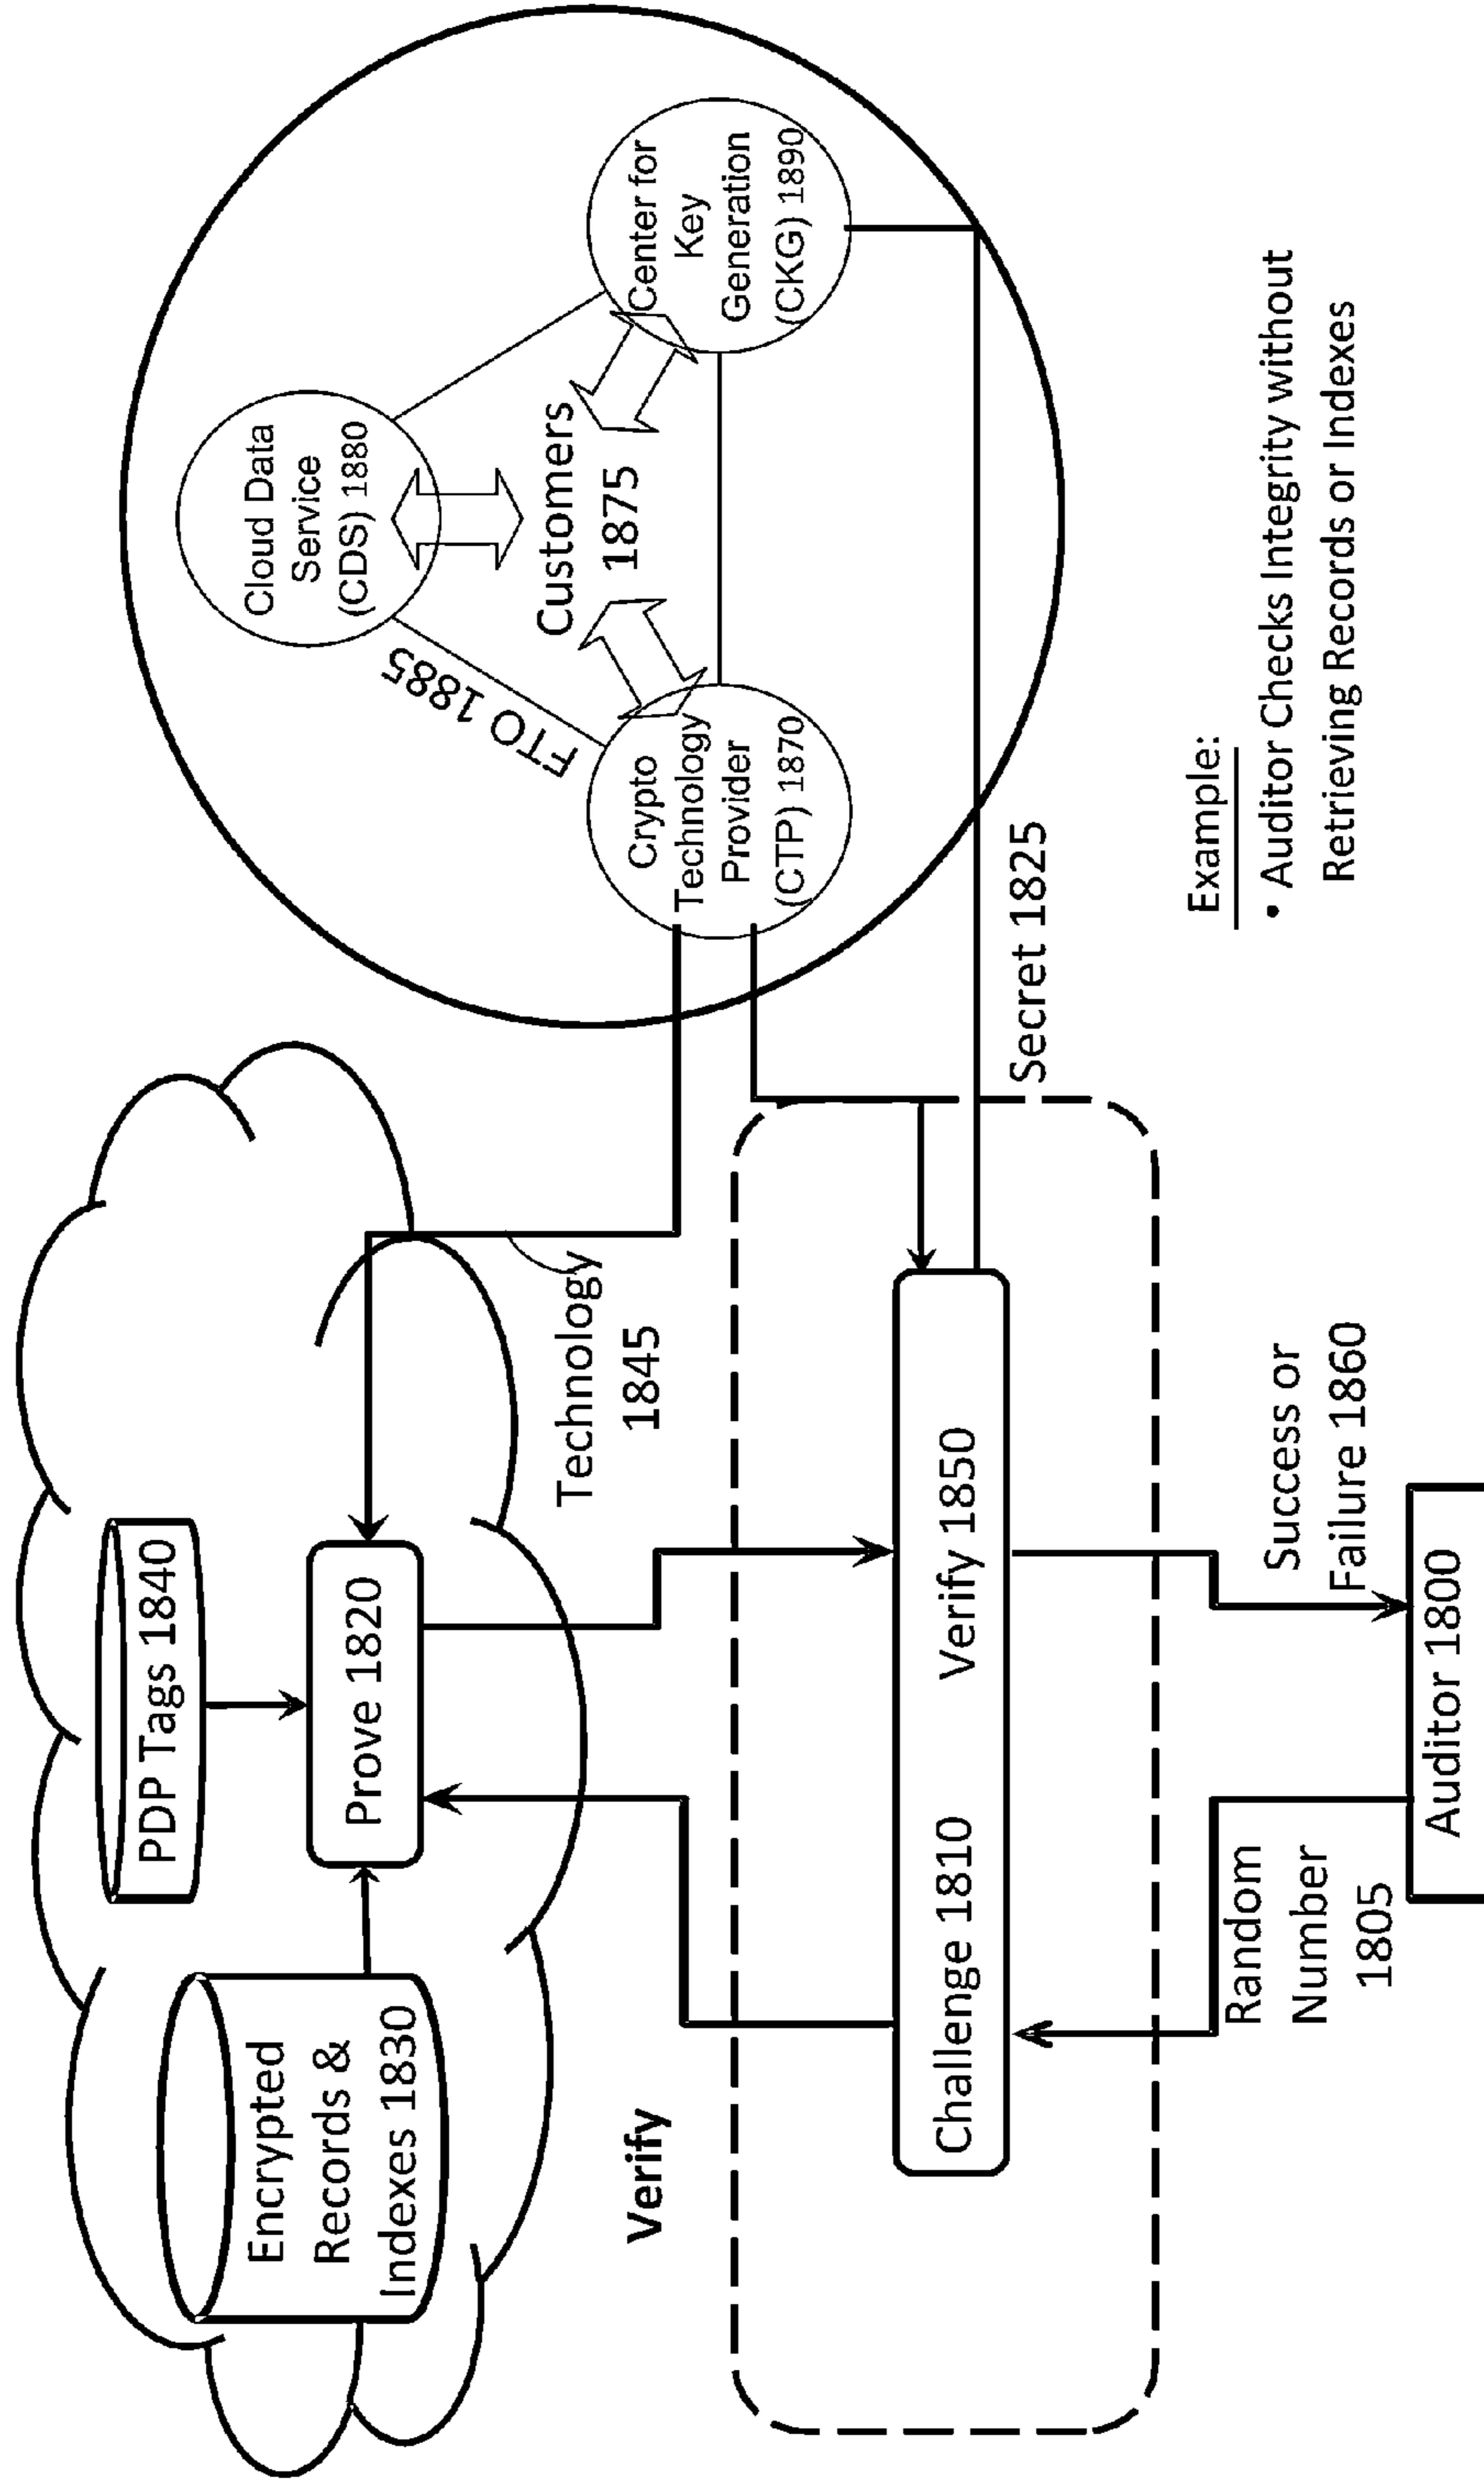 Encrypted
Records &
Indexes 1830
PDP Tags 1840
Prove 1820
Technology
1845
Verify
Challenge 1810
Verify 1850
Random
Number
1805
Success or
Failure 1860
Auditor 1800
Secret 1825
Cloud Data
Service
(CDS) 1880
FTO 1885
Customers
1875
Crypto
Technology
Provider
(CTP) 1870
Center for
Key
Generation
(CKG) 1890
Example:
• Auditor Checks Integrity without
Retrieving Records or Indexes